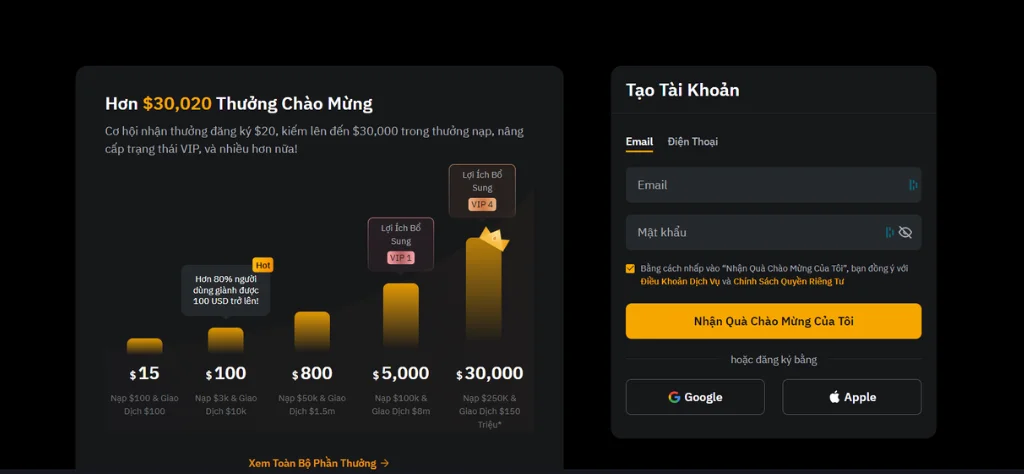 Hơn $30,020 Thưởng Chào Mừng
Cơ hội nhận thưởng đăng ký $20, kiếm lên đến $30,000 trong thưởng nạp, nâng
cấp trạng thái VIP, và nhiều hơn nữa!
Lợi Ích Bổ
Sung
VIP 4
Lợi Ích Bổ
Sung
VIP 1
Hot
Hơn 80% người
dùng giành được
100 USD trở lên!
$15
Nạp $100 & Giao
Dịch $100
$100
Nạp $3k & Giao
Dịch $10k
$800
Nạp $50k & Giao
Dịch $1.5m
$5,000
Nạp $100k &
Giao Dịch $8m
$30,000
Nạp $250K &
Giao Dịch $150
Triệu*
Xem Toàn Bộ Phần Thưởng →
Tạo Tài Khoản
Email
Điện Thoại
Email
Mật khẩu
Bằng cách nhấp vào “Nhận Quà Chào Mừng Của Tôi”, bạn đồng ý với
Điều Khoản Dịch Vụ và Chính Sách Quyền Riêng Tư
Nhận Quà Chào Mừng Của Tôi
hoặc đăng ký bằng
Google
Apple